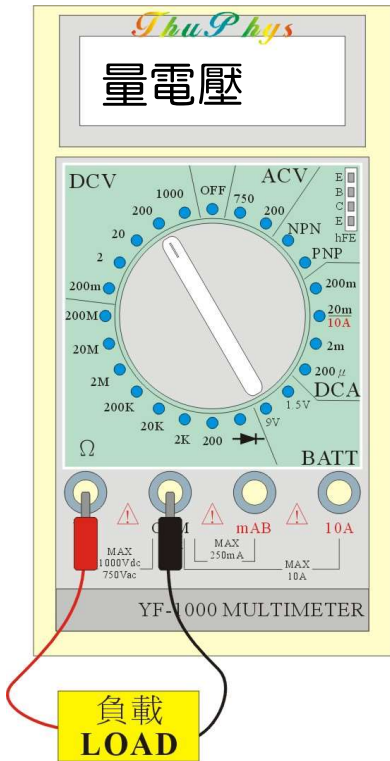 ThuPhys
量電壓
DCV
ACV
1000
OFF
750
200
200
20
2
200m
NPN
PNP
E
B
C
E
hFE
200m
20m
10A
2m
200μ
DCA
200M
20M
2M
200K
20K
2K
200
9V
1.5V
Ω
BATT
mAB
10A
MAX
1000Vdc
750Vac
MAX
250mA
MAX
10A
YF-1000 MULTIMETER
負載
LOAD